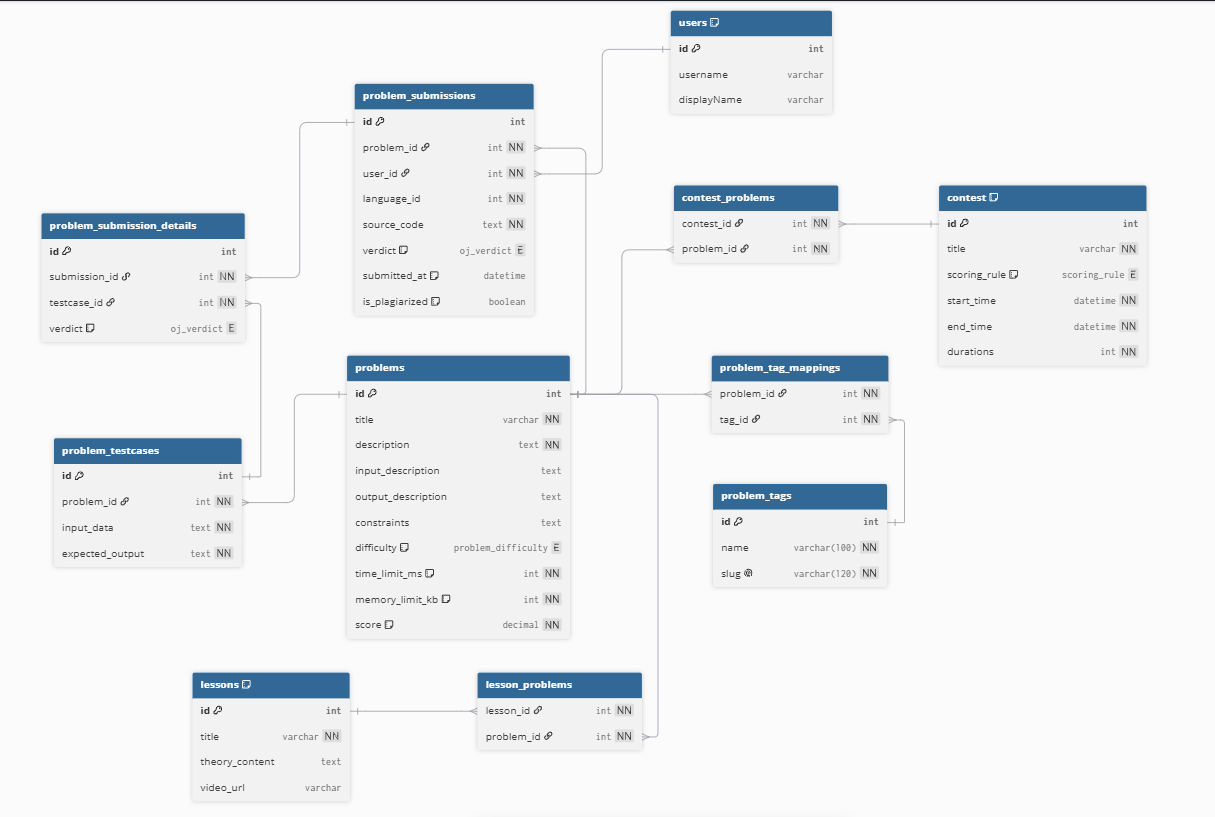 users
id int
username varchar
displayName varchar
problem_submissions
id int
problem_id int NN
user_id int NN
language_id int NN
source_code text NN
verdict oj_verdict E
submitted_at datetime
is_plagiarized boolean
contest_problems
contest_id int NN
problem_id int NN
contest
id int
title varchar NN
scoring_rule scoring_rule E
start_time datetime NN
end_time datetime NN
durations int NN
problem_submission_details
id int
submission_id int NN
testcase_id int NN
verdict oj_verdict E
problems
id int
title varchar NN
description text NN
input_description text
output_description text
constraints text
difficulty problem_difficulty E
time_limit_ms int NN
memory_limit_kb int NN
score decimal NN
problem_tag_mappings
problem_id int NN
tag_id int NN
problem_testcases
id int
problem_id int NN
input_data text NN
expected_output text NN
problem_tags
id int
name varchar(100) NN
slug varchar(120) NN
lessons
id int
title varchar NN
theory_content text
video_url varchar
lesson_problems
lesson_id int NN
problem_id int NN